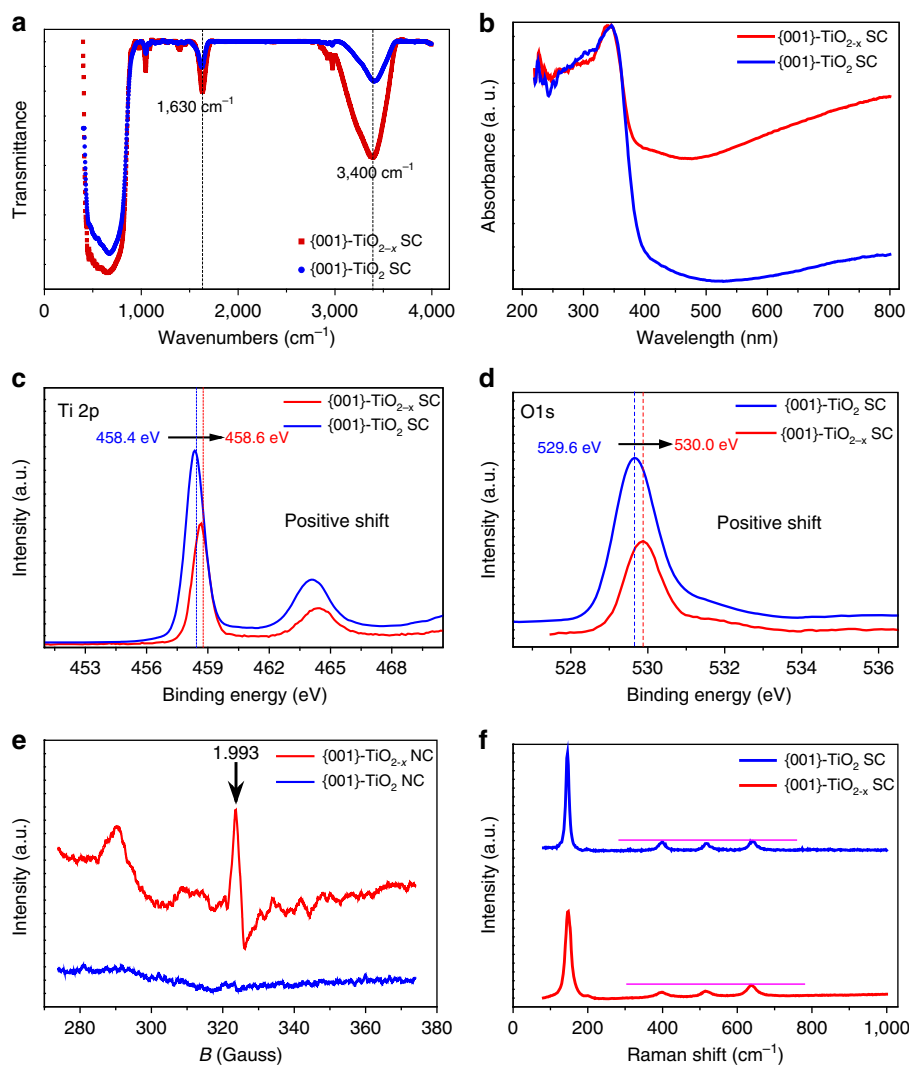 a
Transmittance
1,630 cm⁻¹
3,400 cm⁻¹
{001}-TiO₂₋ₓ SC
{001}-TiO₂ SC
0 1,000 2,000 3,000 4,000
Wavenumbers (cm⁻¹)
b
Absorbance (a. u.)
{001}-TiO₂₋ₓ SC
{001}-TiO₂ SC
200 300 400 500 600 700 800
Wavelength (nm)
c
Intensity (a.u.)
Ti 2p
{001}-TiO₂₋ₓ SC
{001}-TiO₂ SC
458.4 eV 458.6 eV
Positive shift
453 456 459 462 465 468
Binding energy (eV)
d
Intensity (a.u.)
O1s
{001}-TiO₂ SC
{001}-TiO₂₋ₓ SC
529.6 eV 530.0 eV
Positive shift
528 530 532 534 536
Binding energy (eV)
e
Intensity (a.u.)
1.993
{001}-TiO₂₋ₓ NC
{001}-TiO₂ NC
280 300 320 340 360 380
B (Gauss)
f
Intensity (a.u.)
{001}-TiO₂ SC
{001}-TiO₂₋ₓ SC
0 200 400 600 800 1,000
Raman shift (cm⁻¹)